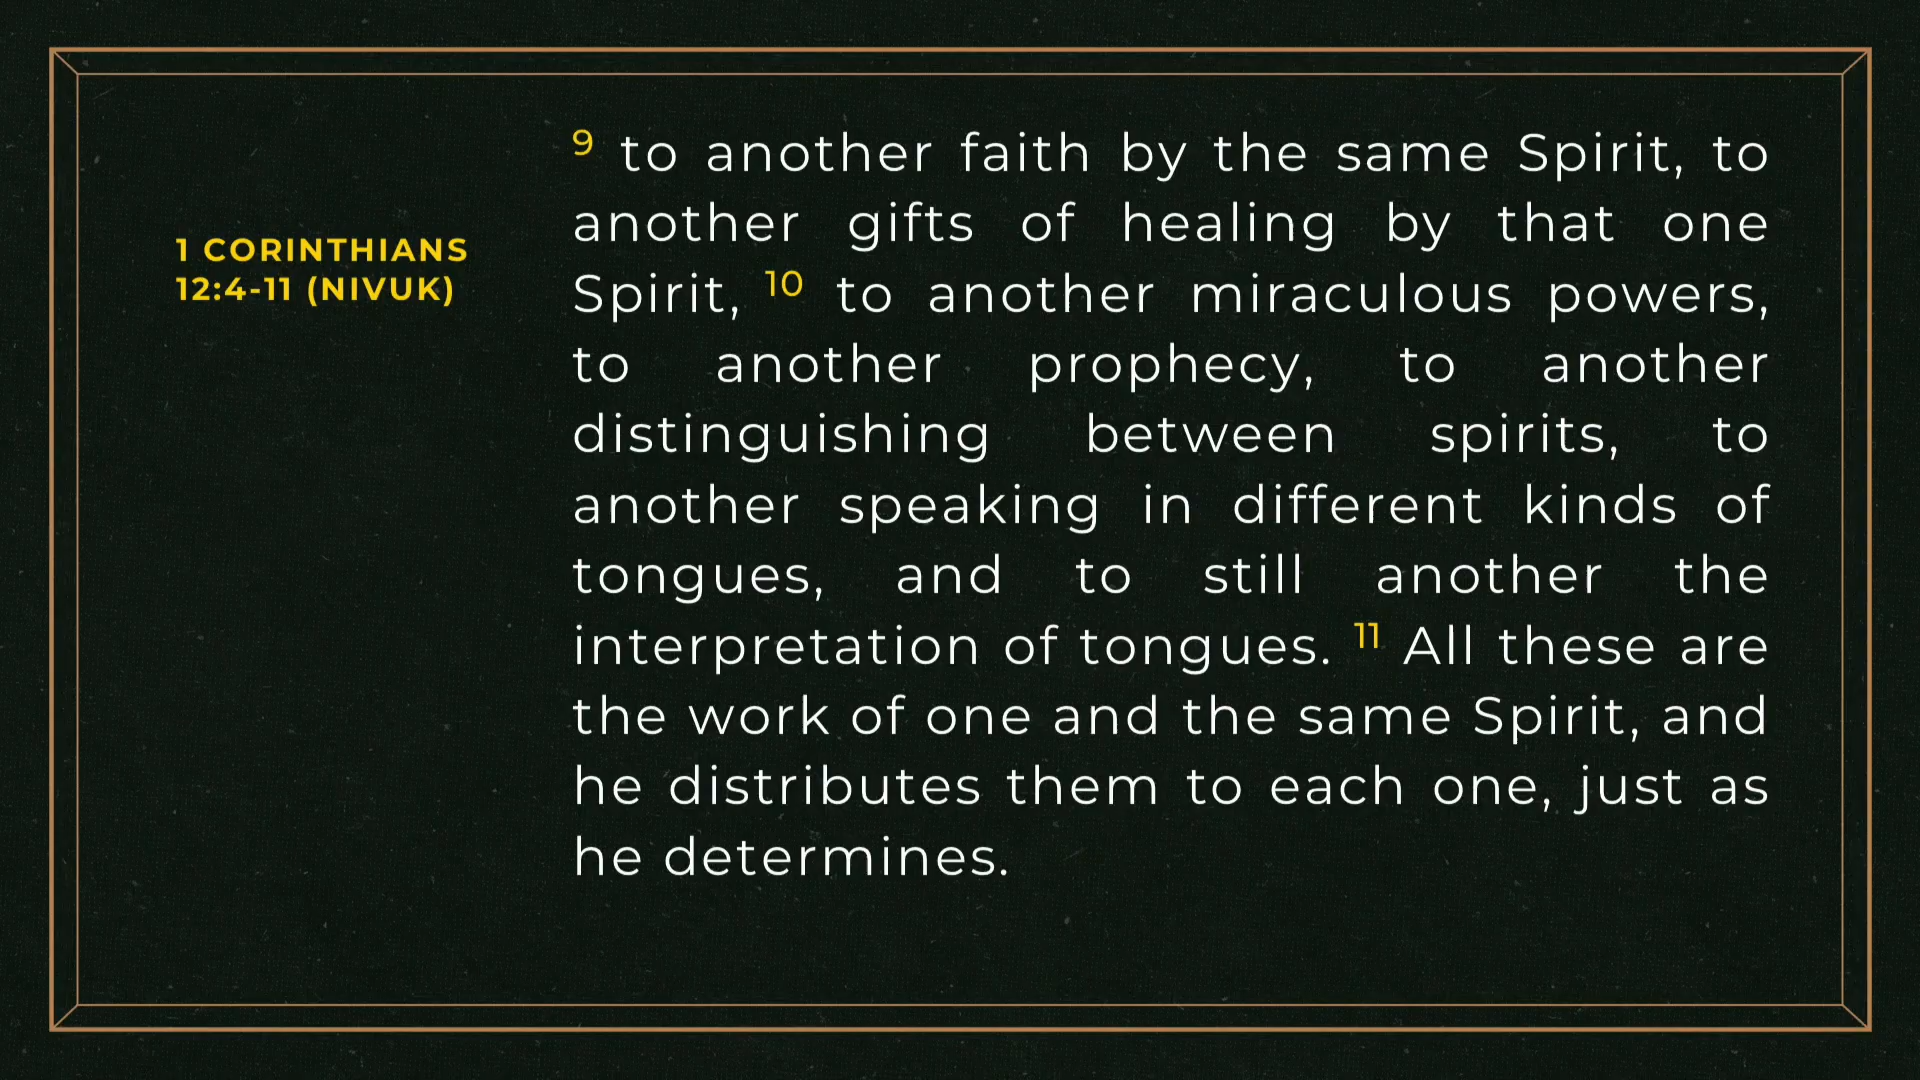 1 CORINTHIANS
12:4-11 (NIVUK)
9 to another faith by the same Spirit, to
another gifts of healing by that one
Spirit, 10 to another miraculous powers,
to another prophecy, to another
distinguishing between spirits, to
another speaking in different kinds of
tongues, and to still another the
interpretation of tongues. 11 All these are
the work of one and the same Spirit, and
he distributes them to each one, just as
he determines.